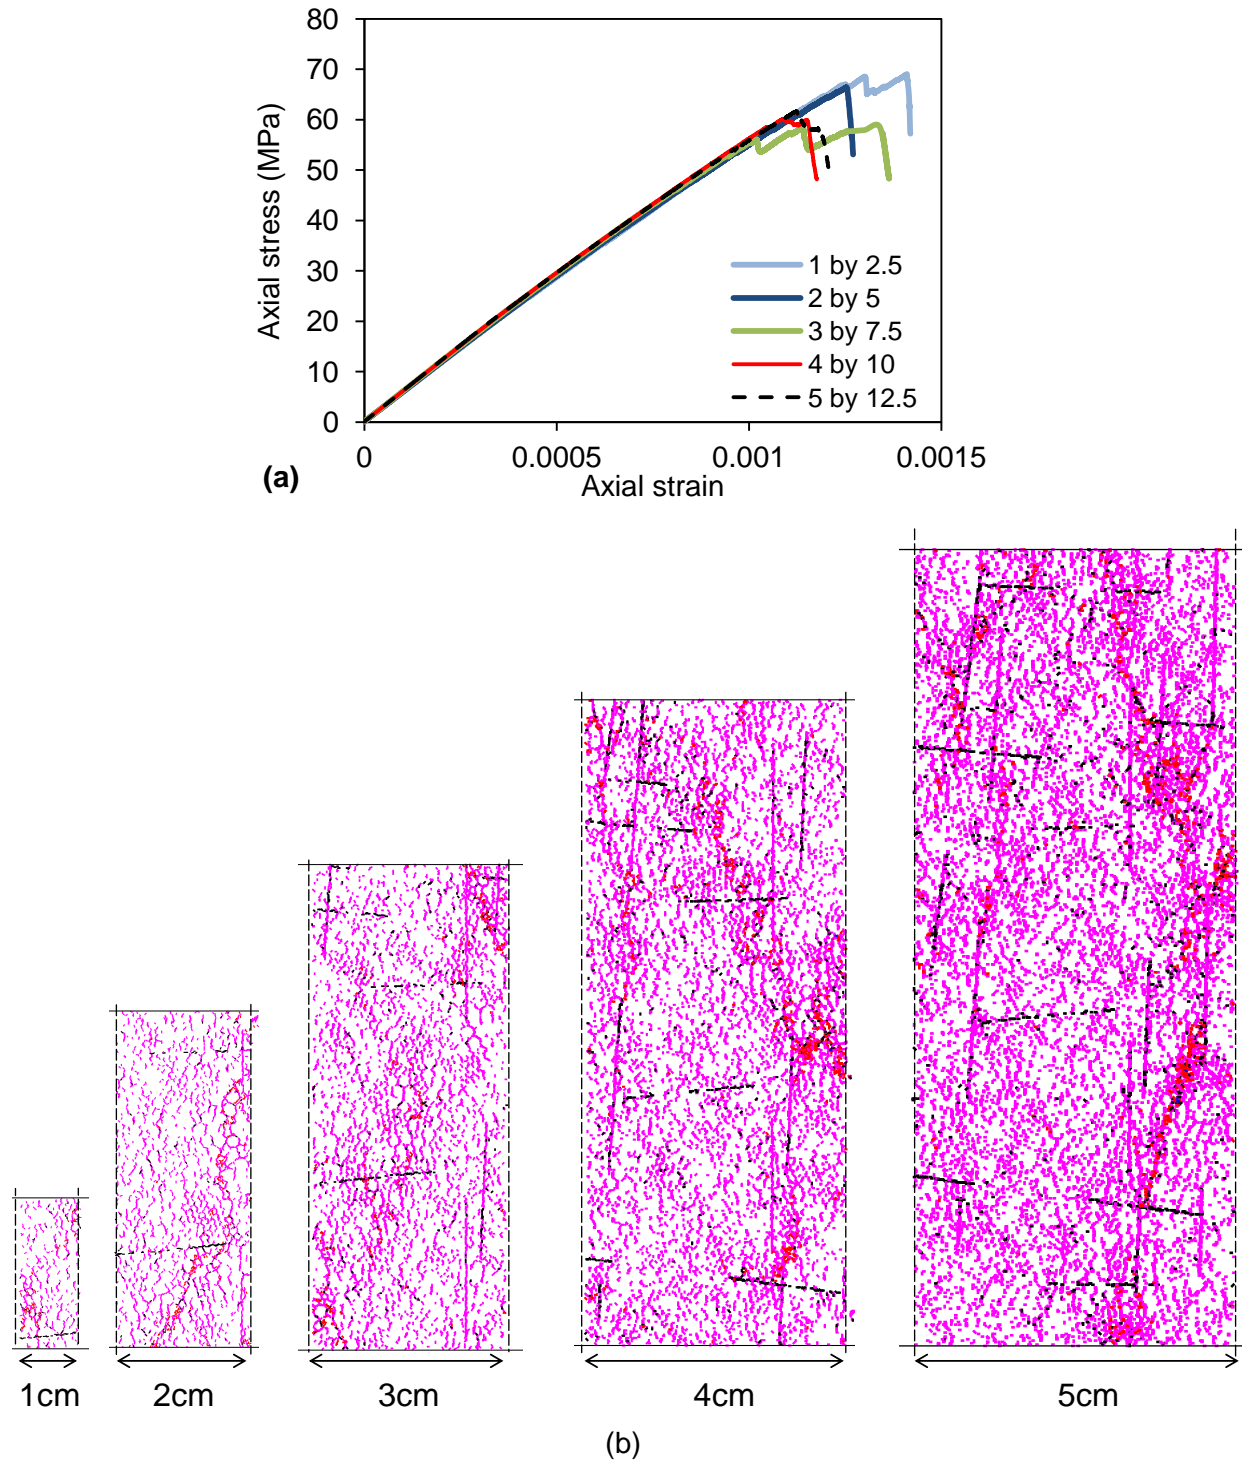 80
70
60
50
40
30
20
10
0
Axial stress (MPa)
1 by 2.5
2 by 5
3 by 7.5
4 by 10
5 by 12.5
0 0.0005 0.001 0.0015
(a)
Axial strain
1cm 2cm 3cm 4cm 5cm
(b)